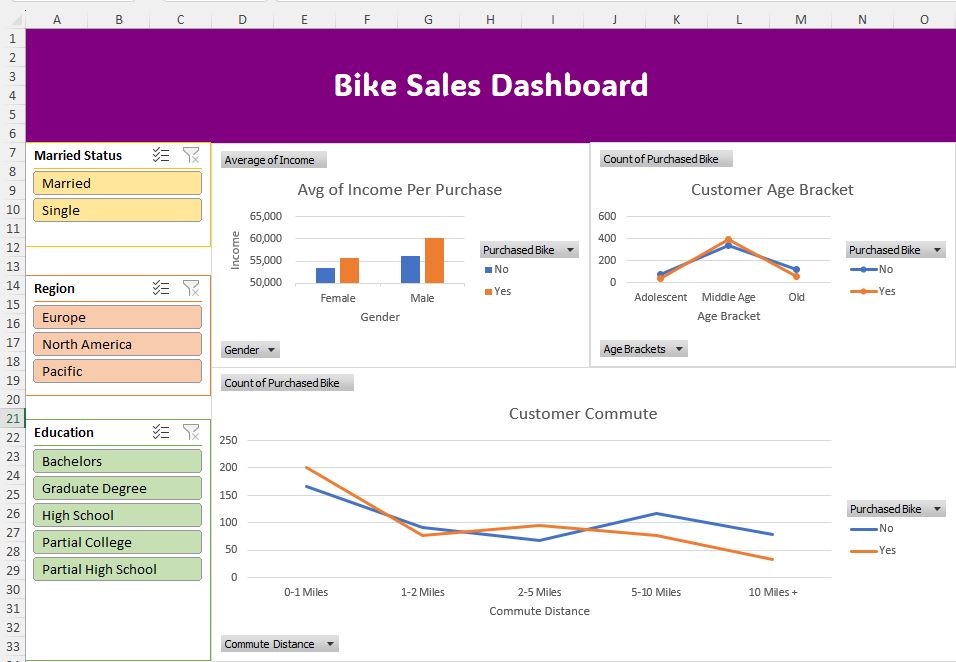 A B C D E F G H I J K L M N O
1
2
3
4
5
6
7
8
9
10
11
12
13
14
15
16
17
18
19
20
21
22
23
24
25
26
27
28
29
30
31
32
33
Bike Sales Dashboard
Married Status
Married
Single
Region
Europe
North America
Pacific
Education
Bachelors
Graduate Degree
High School
Partial College
Partial High School
Average of Income
Avg of Income Per Purchase
65,000
60,000
55,000
50,000
Income
Female Male
Gender
Purchased Bike
No
Yes
Gender
Count of Purchased Bike
Customer Age Bracket
600
400
200
0
Adolescent Middle Age Old
Age Bracket
Purchased Bike
No
Yes
Age Brackets
Count of Purchased Bike
Customer Commute
250
200
150
100
50
0
0-1 Miles 1-2 Miles 2-5 Miles 5-10 Miles 10 Miles +
Commute Distance
Purchased Bike
No
Yes
Commute Distance